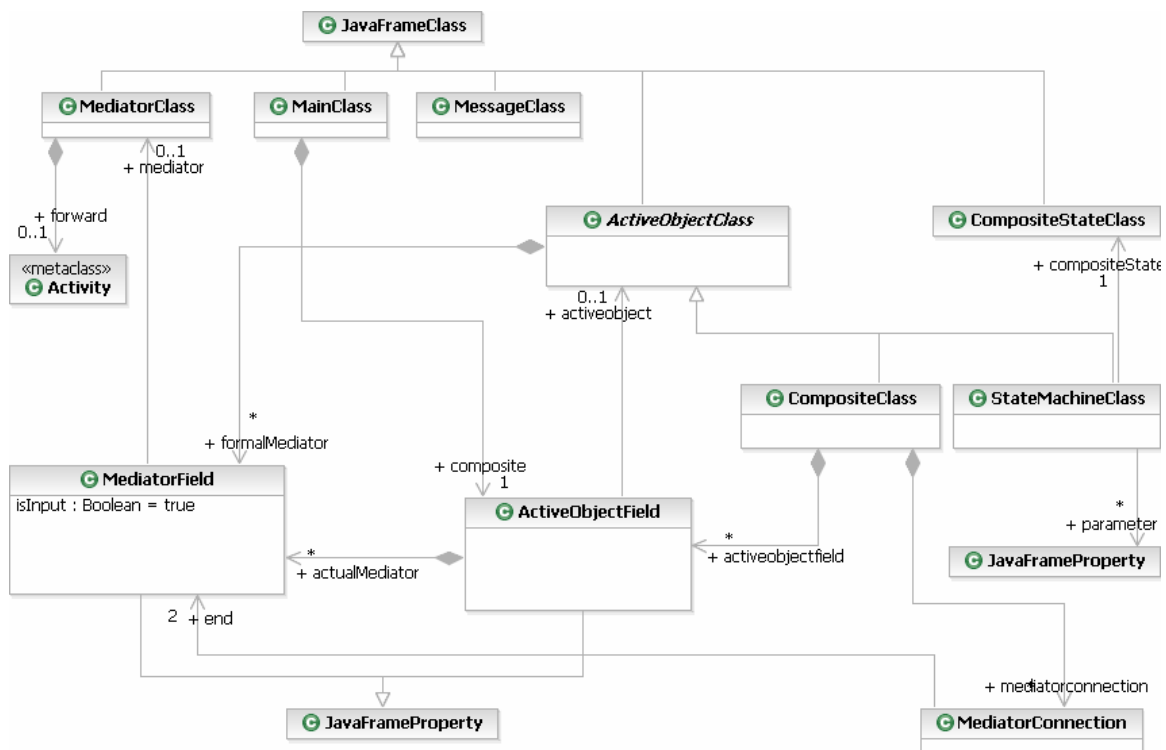 JavaFrameClass
MediatorClass
MainClass
MessageClass
0..1
+ mediator
+ forward
0..1
«metaclass»
Activity
ActiveObjectClass
CompositeStateClass
+ compositeState
1
0..1
+ activeobject
CompositeClass
StateMachineClass
*
+ formalMediator
+ composite
1
MediatorField
isInput : Boolean = true
ActiveObjectField
*
+ actualMediator
*
+ activeobjectfield
*
+ parameter
JavaFrameProperty
2 + end
+ mediatorconnection
*
JavaFrameProperty
MediatorConnection